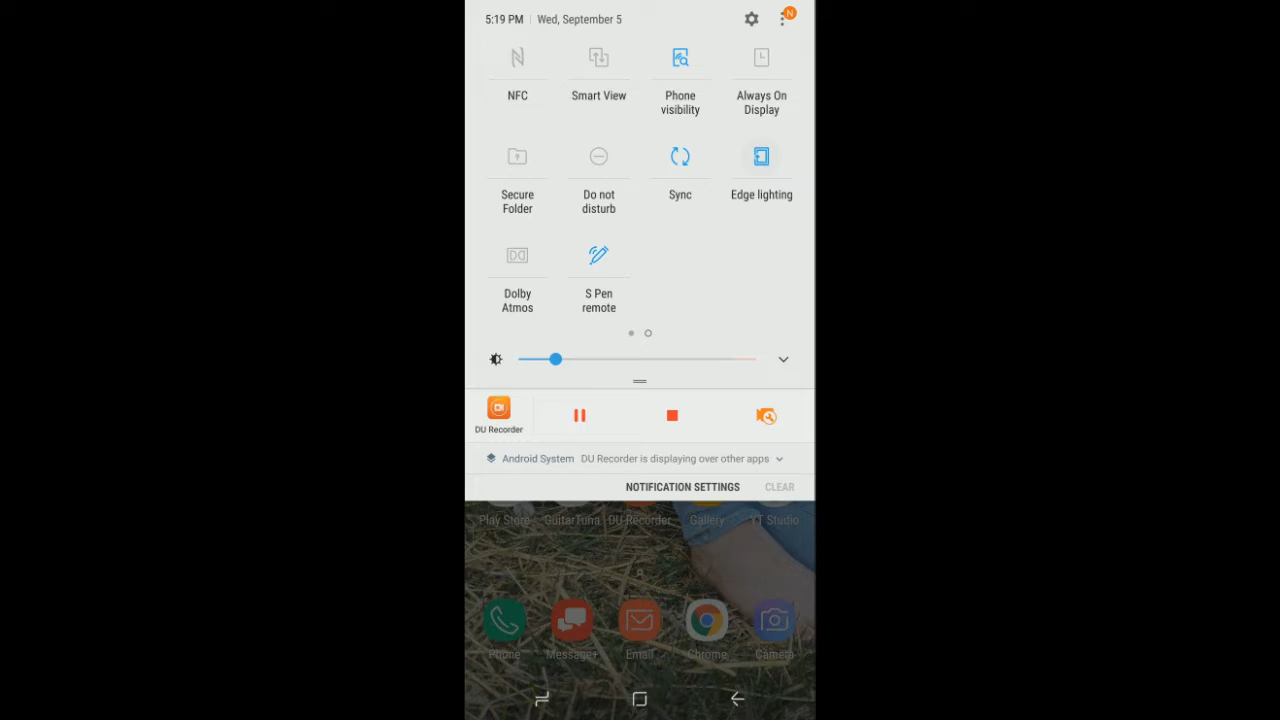 5:19 PM | Wed, September 5
N
NFC
Smart View
Phone
visibility
Always On
Display
Secure
Folder
Do not
disturb
Sync
Edge lighting
Dolby
Atmos
S Pen
remote
DU Recorder
Android System DU Recorder is displaying over other apps
NOTIFICATION SETTINGS CLEAR
Play Store GuitarTuna DU Recorder Gallery YT Studio
Phone Message+ Email Chrome Camera